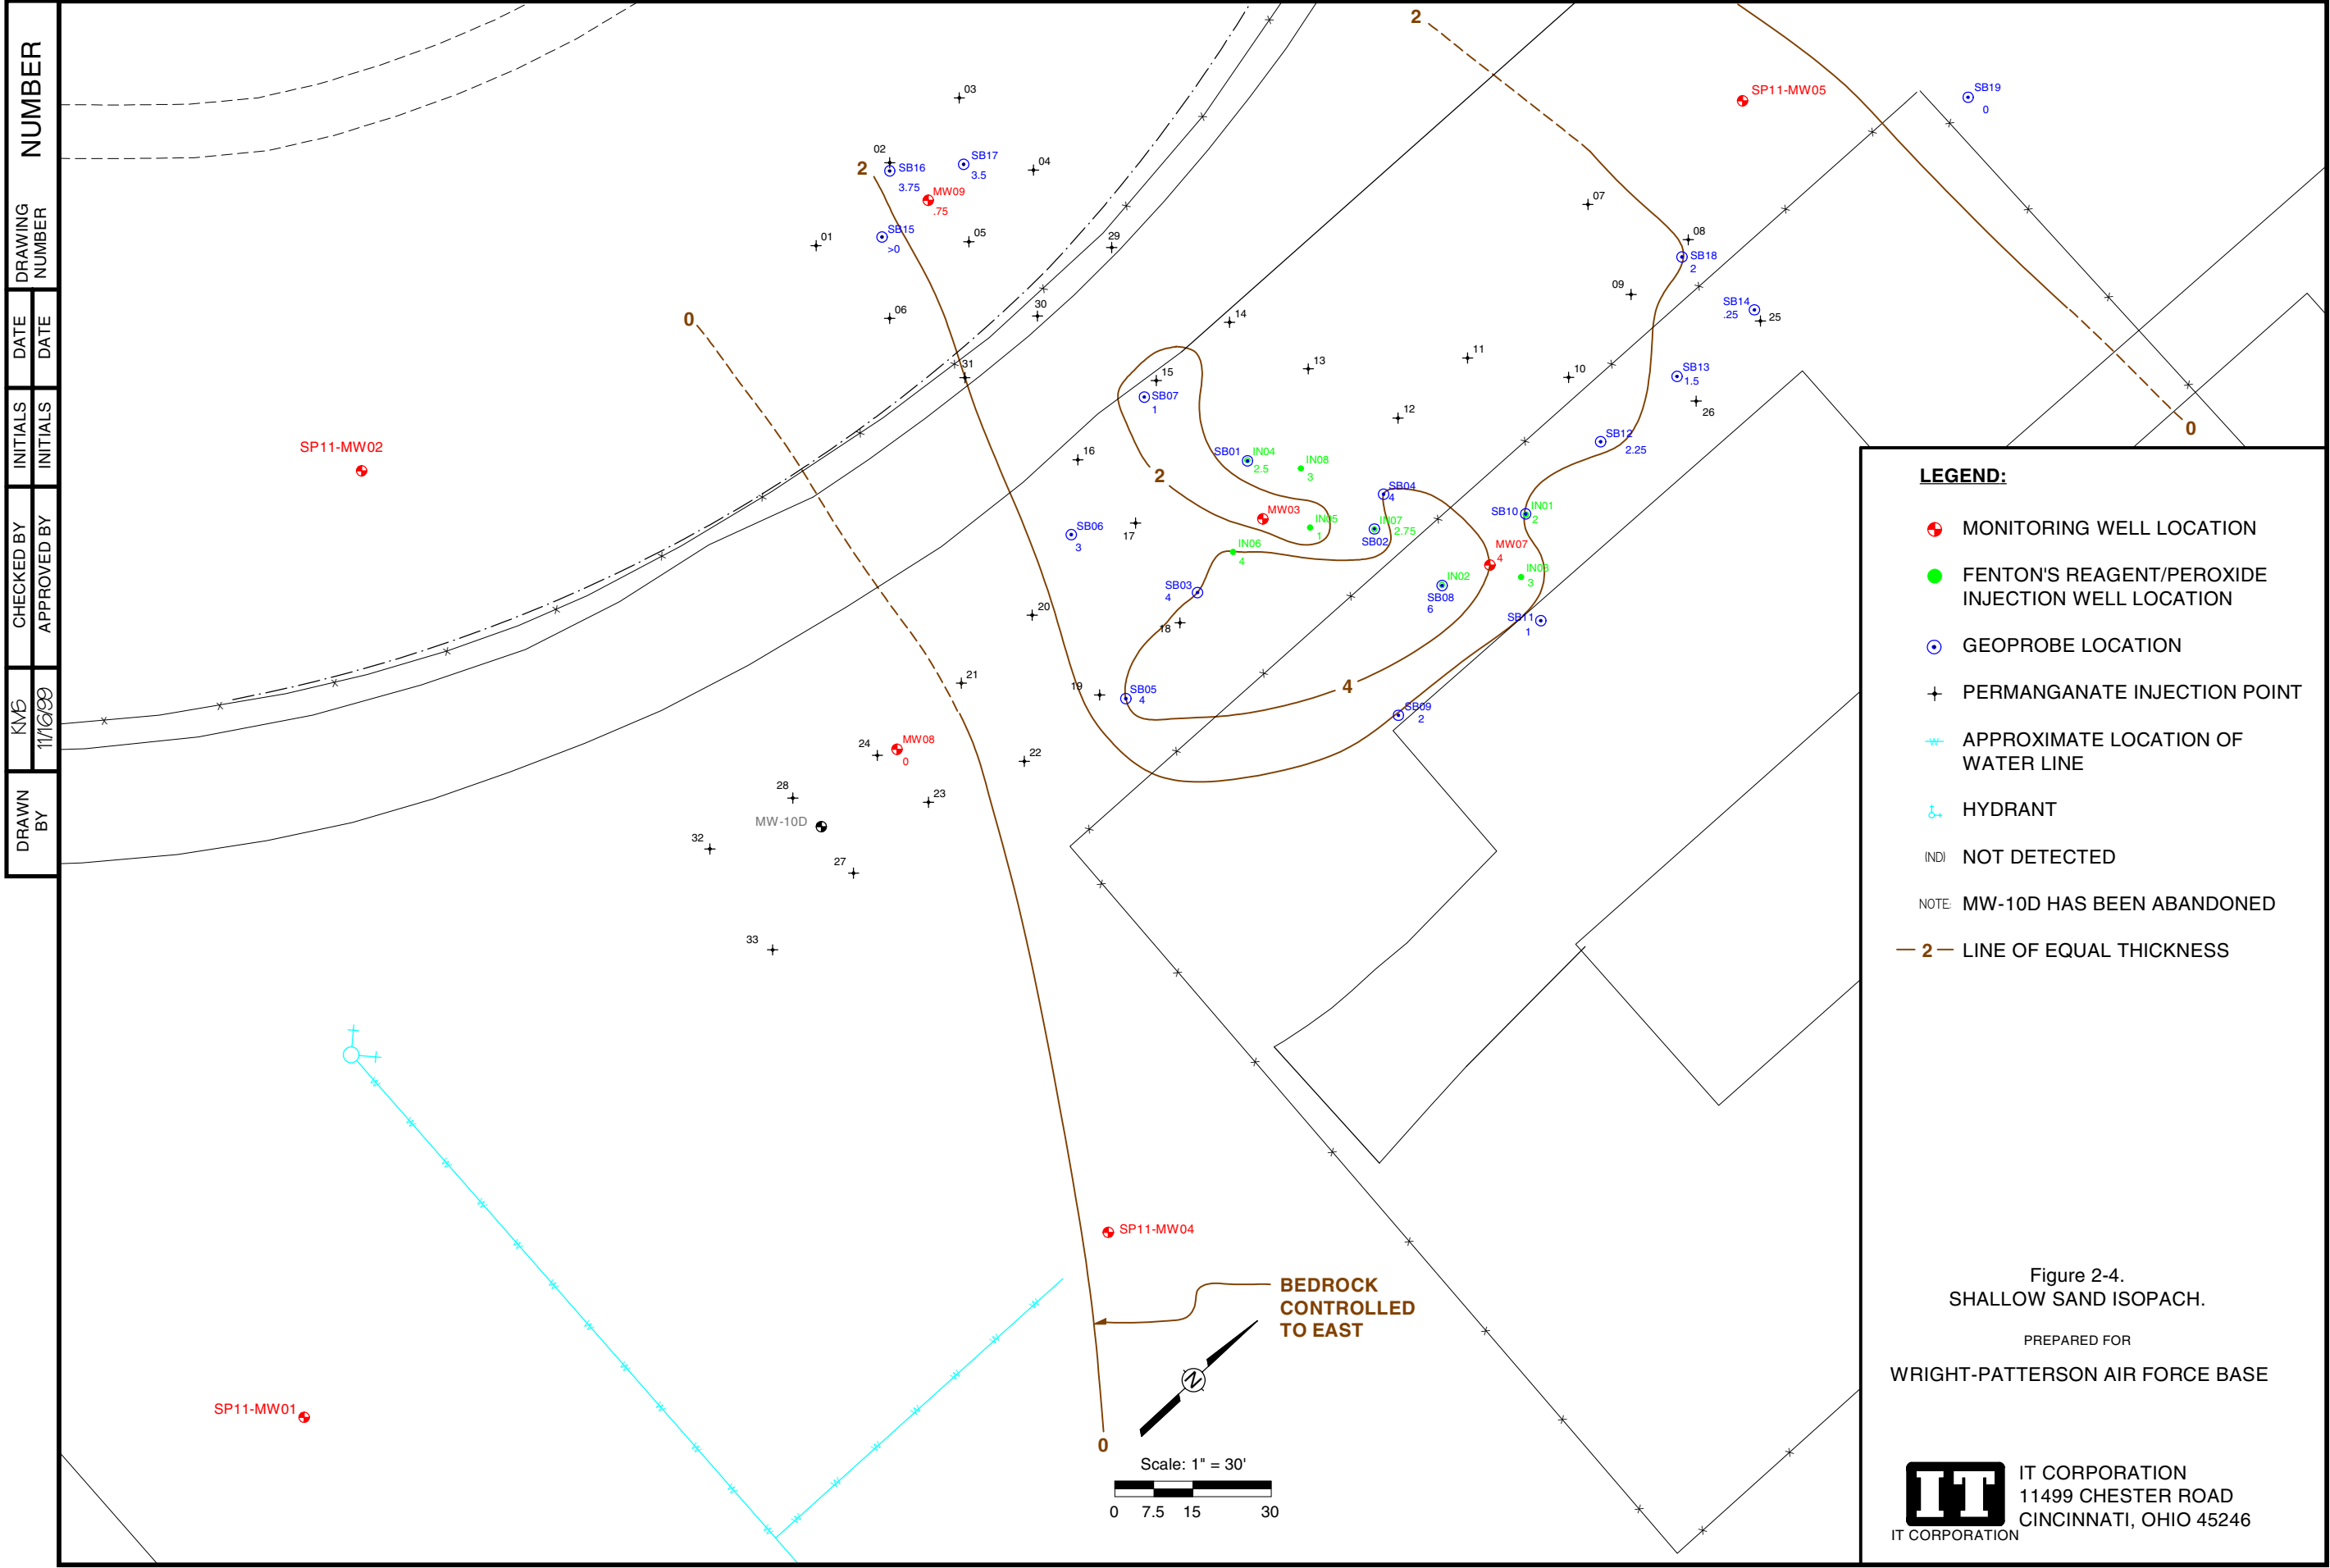 DRAWING NUMBER
NUMBER
DATE
DATE
INITIALS
INITIALS
CHECKED BY
APPROVED BY
KMS
11/16/99
DRAWN BY
2
03
02
SB16
3.75
SB17
3.5
04
MW09
.75
2
SB15
>0
01
05
29
06
30
0
31
SP11-MW05
SB19
0
07
08
SB18
2
09
SB14
.25
25
14
13
11
10
SB13
1.5
26
15
SB07
1
12
SB12
2.25
0
SP11-MW02
16
2
SB01
IN04
2.5
IN08
3
SB04
4
MW03
IN05
1
IN07
2.75
SB02
SB10
IN01
2
SB06
3
17
IN06
4
MW07
4
IN03
3
SB03
4
IN02
SB08
6
SB11
1
20
18
21
19
SB05
4
4
SB09
2
24
MW08
0
22
28
23
MW-10D
32
27
33
SP11-MW04
BEDROCK
CONTROLLED
TO EAST
N
SP11-MW01
0
Scale: 1" = 30'
0 7.5 15 30
LEGEND:
MONITORING WELL LOCATION
FENTON'S REAGENT/PEROXIDE
INJECTION WELL LOCATION
GEOPROBE LOCATION
PERMANGANATE INJECTION POINT
W APPROXIMATE LOCATION OF
WATER LINE
HYDRANT
(ND) NOT DETECTED
NOTE: MW-10D HAS BEEN ABANDONED
2 LINE OF EQUAL THICKNESS
Figure 2-4.
SHALLOW SAND ISOPACH.
PREPARED FOR
WRIGHT-PATTERSON AIR FORCE BASE
IT
IT CORPORATION
IT CORPORATION
11499 CHESTER ROAD
CINCINNATI, OHIO 45246